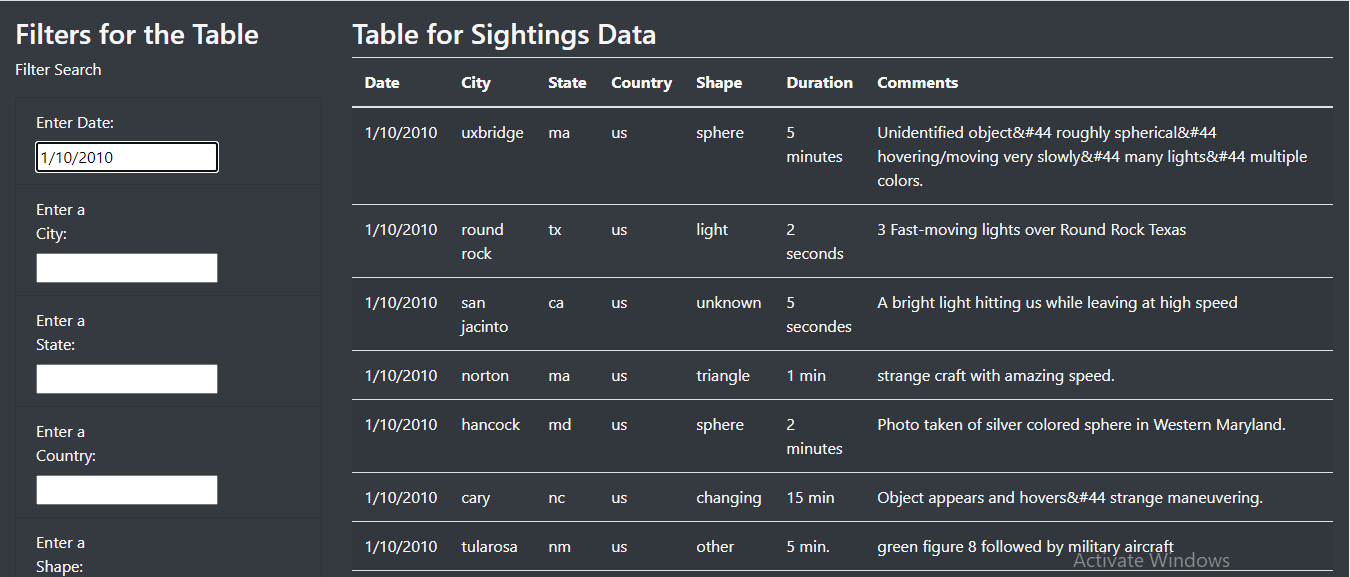 Filters for the Table
Filter Search
Enter Date:
1/10/2010
Enter a
City:
Enter a
State:
Enter a
Country:
Enter a
Shape:
Table for Sightings Data
Date City State Country Shape Duration Comments
1/10/2010 uxbridge ma us sphere 5 Unidentified object&#44 roughly spherical&#44
minutes hovering/moving very slowly&#44 many lights&#44 multiple
colors.
1/10/2010 round tx us light 2 3 Fast-moving lights over Round Rock Texas
rock seconds
1/10/2010 san ca us unknown 5 A bright light hitting us while leaving at high speed
jacinto secondes
1/10/2010 norton ma us triangle 1 min strange craft with amazing speed.
1/10/2010 hancock md us sphere 2 Photo taken of silver colored sphere in Western Maryland.
minutes
1/10/2010 cary nc us changing 15 min Object appears and hovers&#44 strange maneuvering.
1/10/2010 tularosa nm us other 5 min. green figure 8 followed by military aircraft
Activate Windows